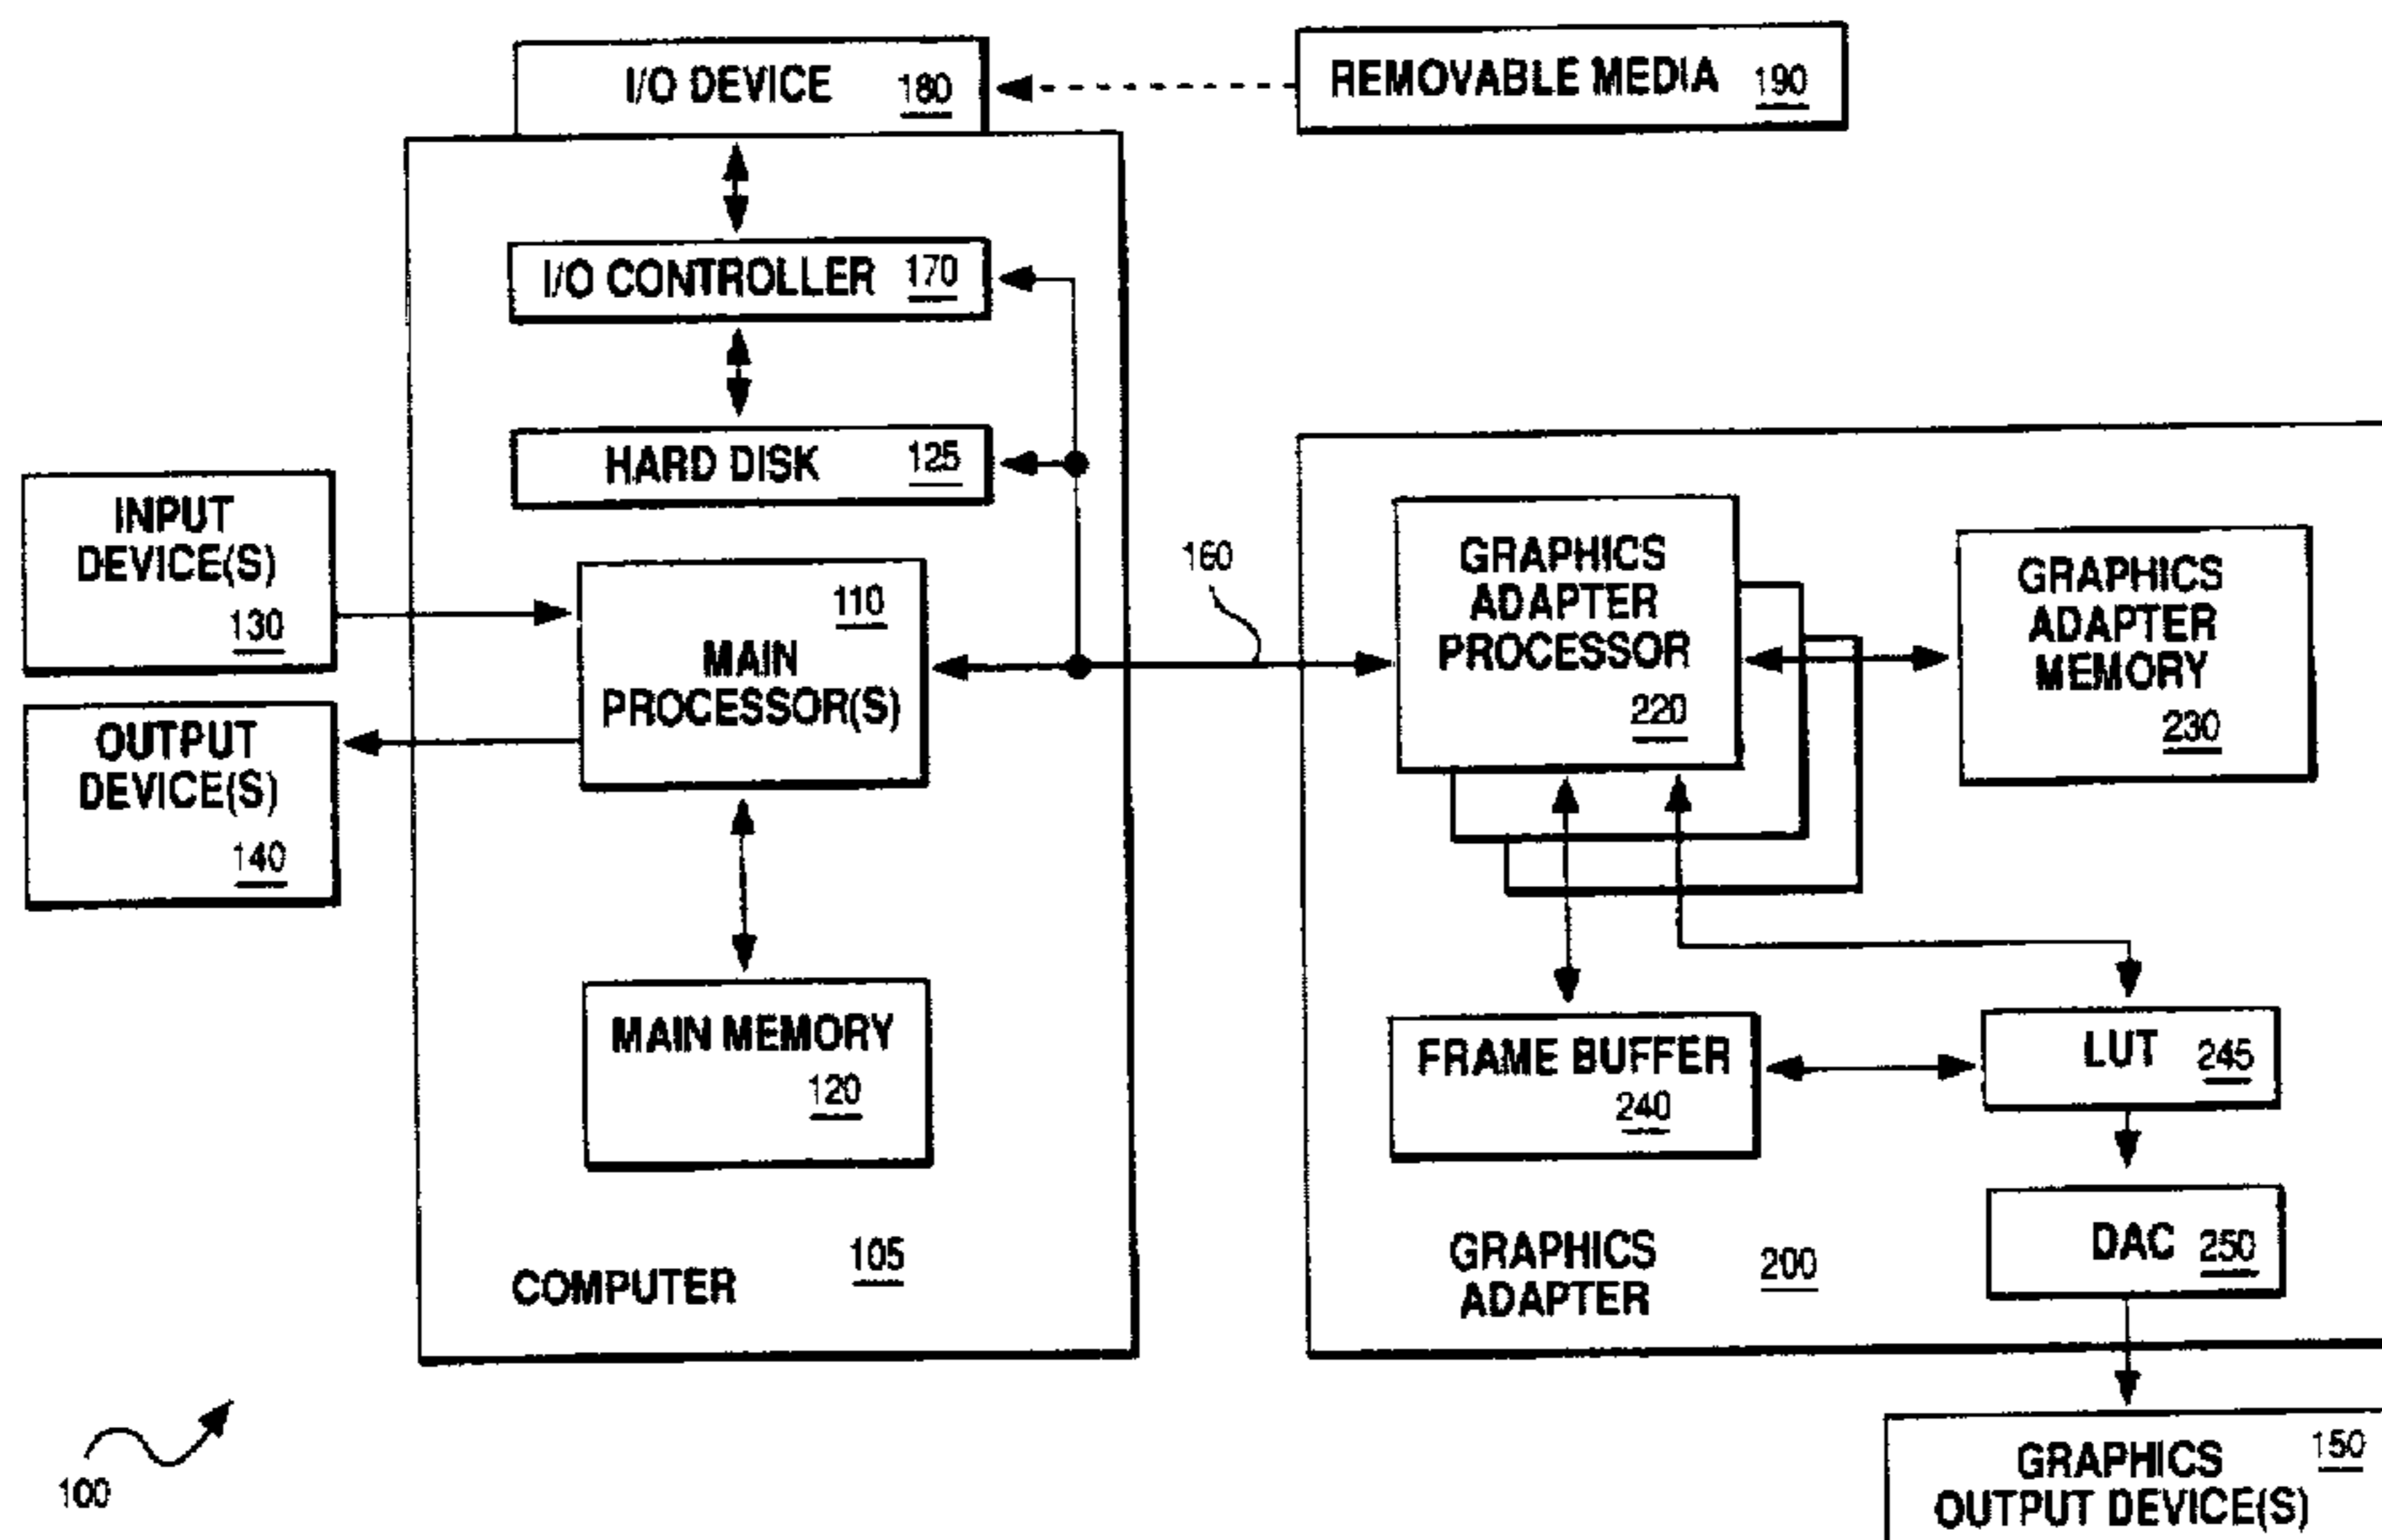 I/O DEVICE 180
REMOVABLE MEDIA 190
I/O CONTROLLER 170
HARD DISK 125
INPUT
DEVICE(S)
130
OUTPUT
DEVICE(S)
140
110
MAIN
PROCESSOR(S)
MAIN MEMORY
120
COMPUTER 105
160
GRAPHICS
ADAPTER
PROCESSOR
220
GRAPHICS
ADAPTER
MEMORY
230
FRAME BUFFER
240
LUT 245
DAC 250
GRAPHICS
ADAPTER
200
150
GRAPHICS
OUTPUT DEVICE(S)
100